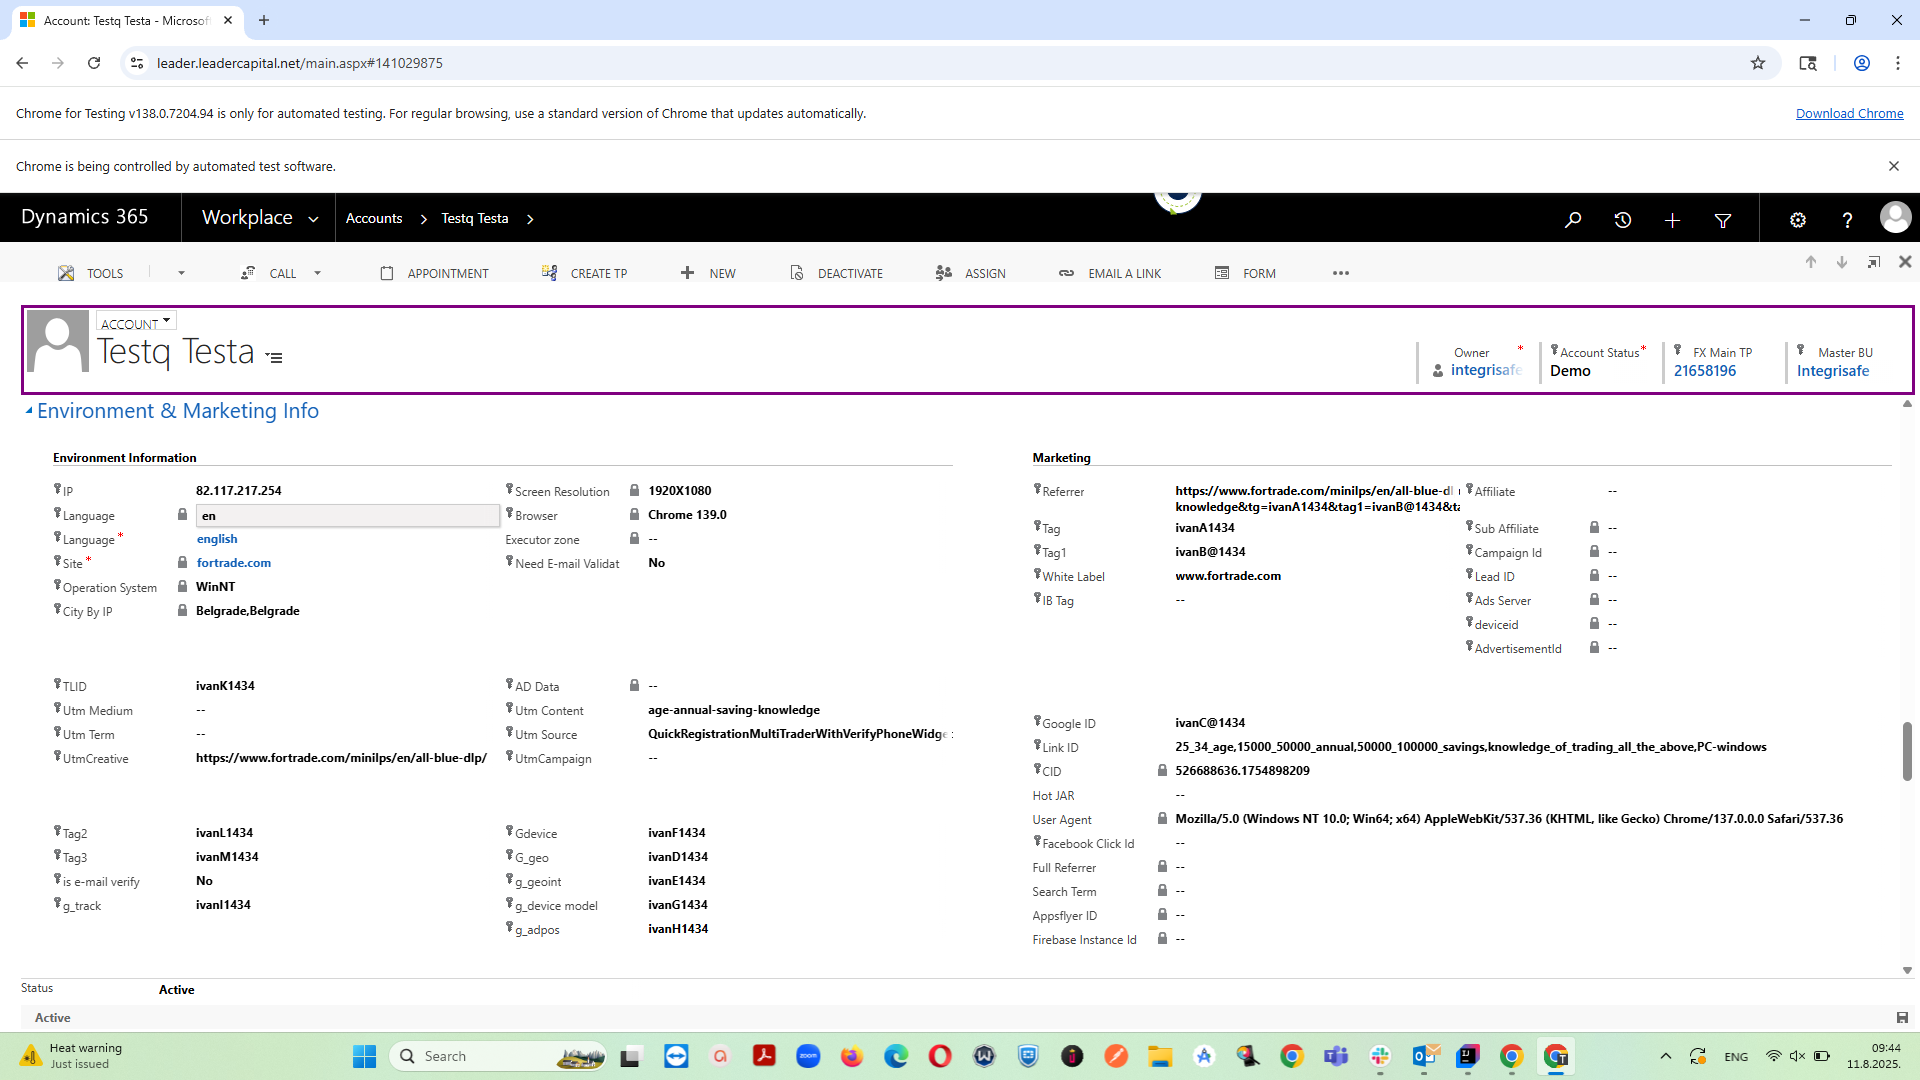 Account: Testq Testa - Microsof
leader.leadercapital.net/main.aspx#141029875
Chrome for Testing v138.0.7204.94 is only for automated testing. For regular browsing, use a standard version of Chrome that updates automatically.
Download Chrome
Chrome is being controlled by automated test software.
Dynamics 365
Workplace
Accounts
Testq Testa
TOOLS
CALL
APPOINTMENT
CREATE TP
NEW
DEACTIVATE
ASSIGN
EMAIL A LINK
FORM
ACCOUNT
Testq Testa
Owner *
integrisafe
Account Status *
Demo
FX Main TP
21658196
Master BU
Integrisafe
Environment & Marketing Info
Environment Information
IP 82.117.217.254
Language en
Language * english
Site * fortrade.com
Operation System WinNT
City By IP Belgrade,Belgrade
Screen Resolution 1920X1080
Browser Chrome 139.0
Executor zone --
Need E-mail Validat No
TLID ivanK1434
Utm Medium --
Utm Term --
UtmCreative https://www.fortrade.com/minilps/en/all-blue-dlp/
AD Data --
Utm Content age-annual-saving-knowledge
Utm Source QuickRegistrationMultiTraderWithVerifyPhoneWidge
UtmCampaign --
Tag2 ivanL1434
Tag3 ivanM1434
is e-mail verify No
g_track ivanI1434
Gdevice ivanF1434
G_geo ivanD1434
g_geoint ivanE1434
g_device model ivanG1434
g_adpos ivanH1434
Marketing
Referrer https://www.fortrade.com/minilps/en/all-blue-dl
knowledge&tg=ivanA1434&tag1=ivanB@1434&ta
Tag ivanA1434
Tag1 ivanB@1434
White Label www.fortrade.com
IB Tag --
Affiliate --
Sub Affiliate --
Campaign Id --
Lead ID --
Ads Server --
deviceid --
AdvertisementId --
Google ID ivanC@1434
Link ID 25_34_age,15000_50000_annual,50000_100000_savings,knowledge_of_trading_all_the_above,PC-windows
CID 526688636.1754898209
Hot JAR --
User Agent Mozilla/5.0 (Windows NT 10.0; Win64; x64) AppleWebKit/537.36 (KHTML, like Gecko) Chrome/137.0.0.0 Safari/537.36
Facebook Click Id --
Full Referrer --
Search Term --
Appsflyer ID --
Firebase Instance Id --
Status Active
Active
Heat warning
Just issued
Search
zoom
ENG
09:44
11.8.2025.